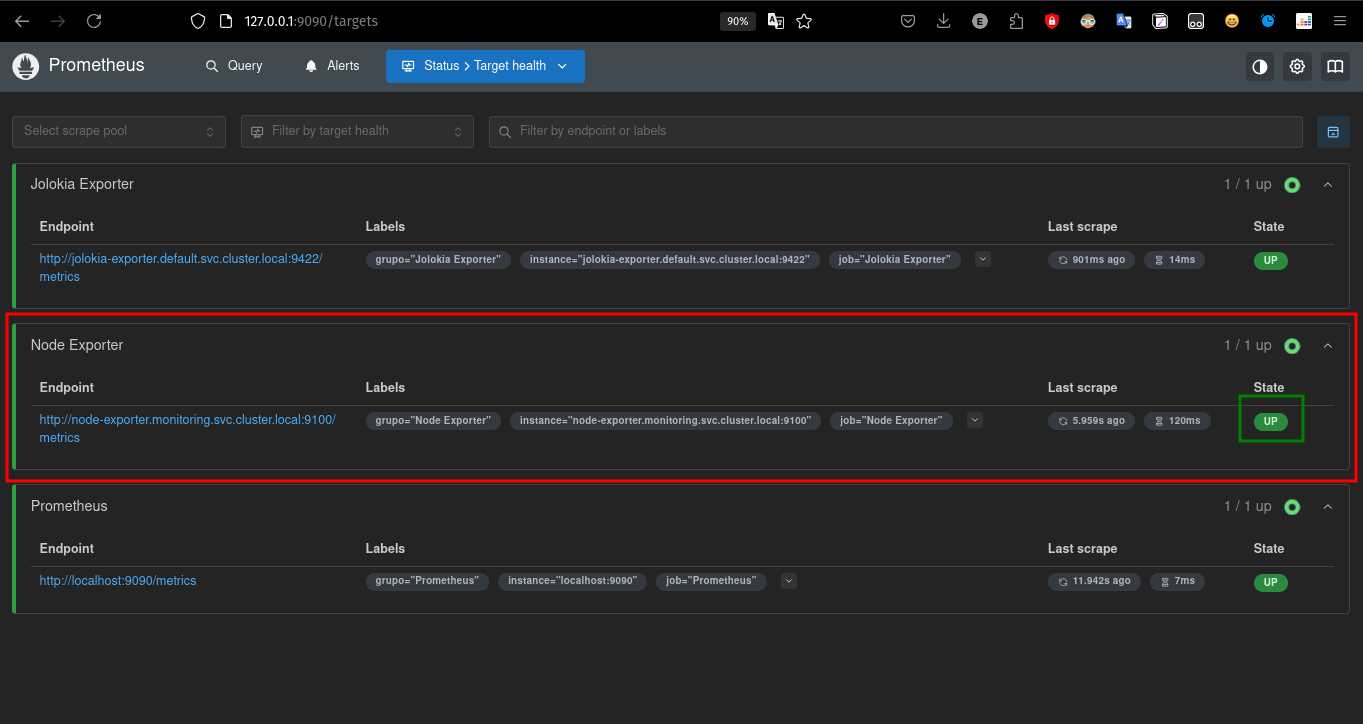 127.0.0.1:9090/targets 90%
Prometheus Query Alerts Status > Target health
Select scrape pool Filter by target health Filter by endpoint or labels
Jolokia Exporter 1 / 1 up
Endpoint Labels Last scrape State
http://jolokia-exporter.default.svc.cluster.local:9422/ grupo="Jolokia Exporter" instance="jolokia-exporter.default.svc.cluster.local:9422" job="Jolokia Exporter" 901ms ago 14ms UP
metrics
Node Exporter 1 / 1 up
Endpoint Labels Last scrape State
http://node-exporter.monitoring.svc.cluster.local:9100/ grupo="Node Exporter" instance="node-exporter.monitoring.svc.cluster.local:9100" job="Node Exporter" 5.959s ago 120ms UP
metrics
Prometheus 1 / 1 up
Endpoint Labels Last scrape State
http://localhost:9090/metrics grupo="Prometheus" instance="localhost:9090" job="Prometheus" 11.942s ago 7ms UP